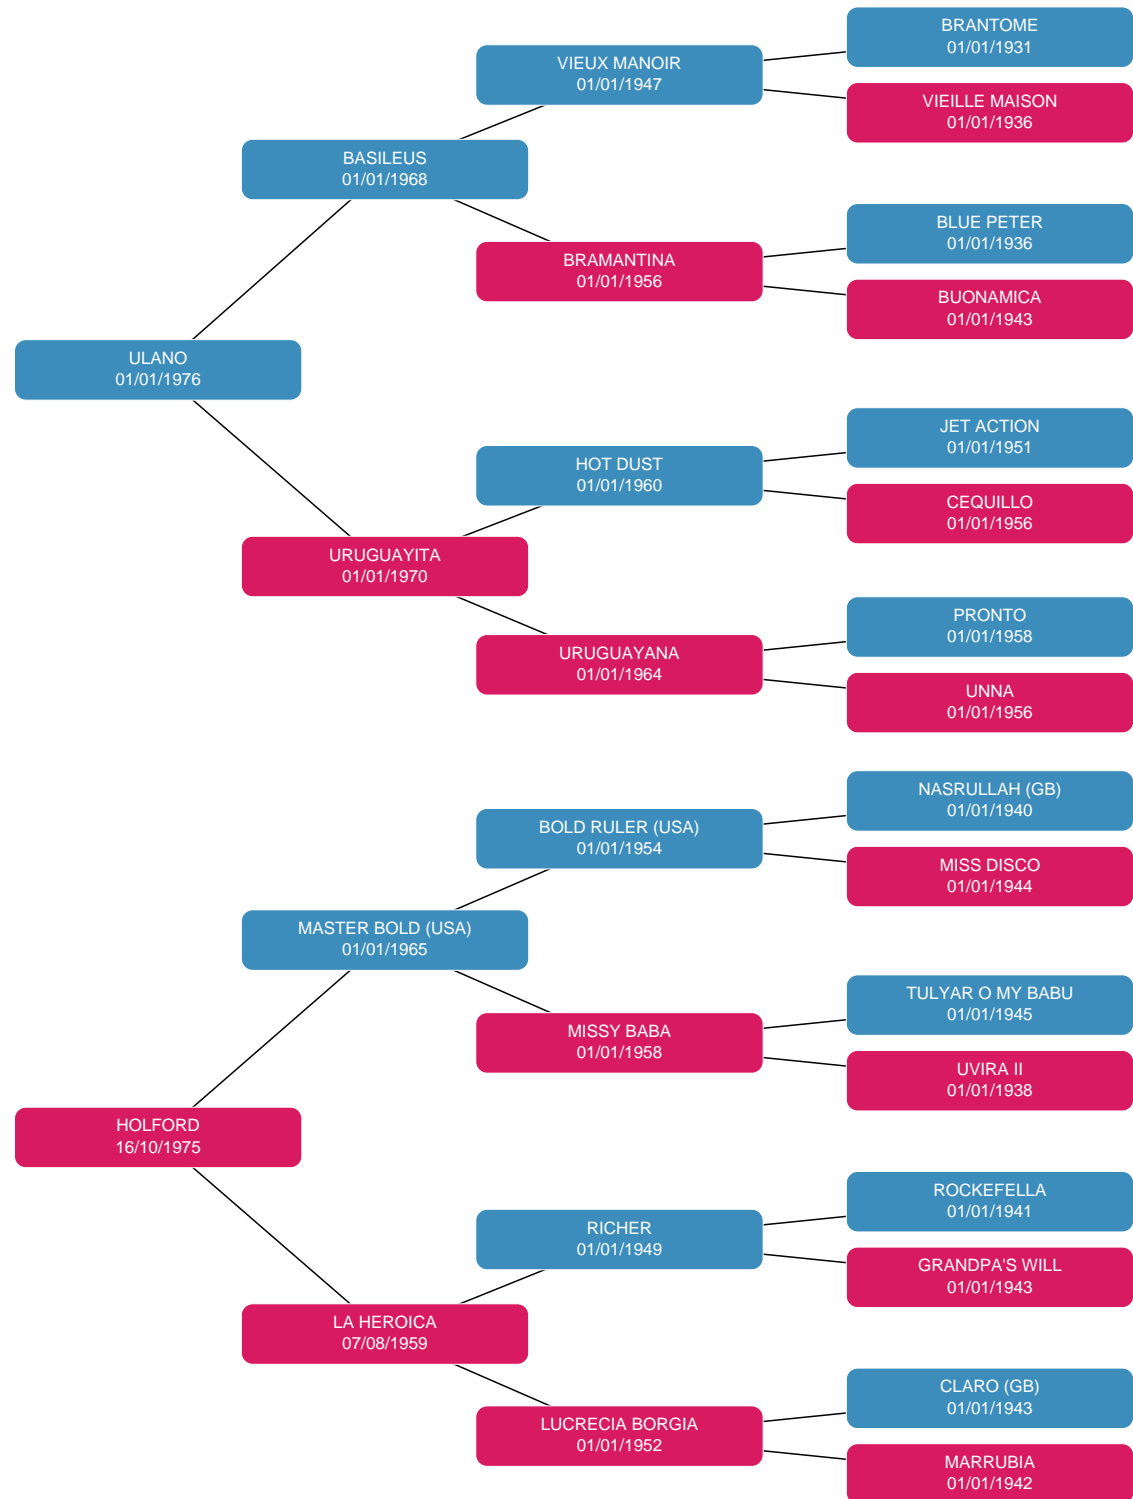 BRANTOME
01/01/1931
VIEUX MANOIR
01/01/1947
VIEILLE MAISON
01/01/1936
BASILEUS
01/01/1968
BLUE PETER
01/01/1936
BRAMANTINA
01/01/1956
BUONAMICA
01/01/1943
ULANO
01/01/1976
JET ACTION
01/01/1951
HOT DUST
01/01/1960
CEQUILLO
01/01/1956
URUGUAYITA
01/01/1970
PRONTO
01/01/1958
URUGUAYANA
01/01/1964
UNNA
01/01/1956
NASRULLAH (GB)
01/01/1940
BOLD RULER (USA)
01/01/1954
MISS DISCO
01/01/1944
MASTER BOLD (USA)
01/01/1965
TULYAR O MY BABU
01/01/1945
MISSY BABA
01/01/1958
UVIRA II
01/01/1938
HOLFORD
16/10/1975
ROCKEFELLA
01/01/1941
RICHER
01/01/1949
GRANDPA'S WILL
01/01/1943
LA HEROICA
07/08/1959
CLARO (GB)
01/01/1943
LUCRECIA BORGIA
01/01/1952
MARRUBIA
01/01/1942